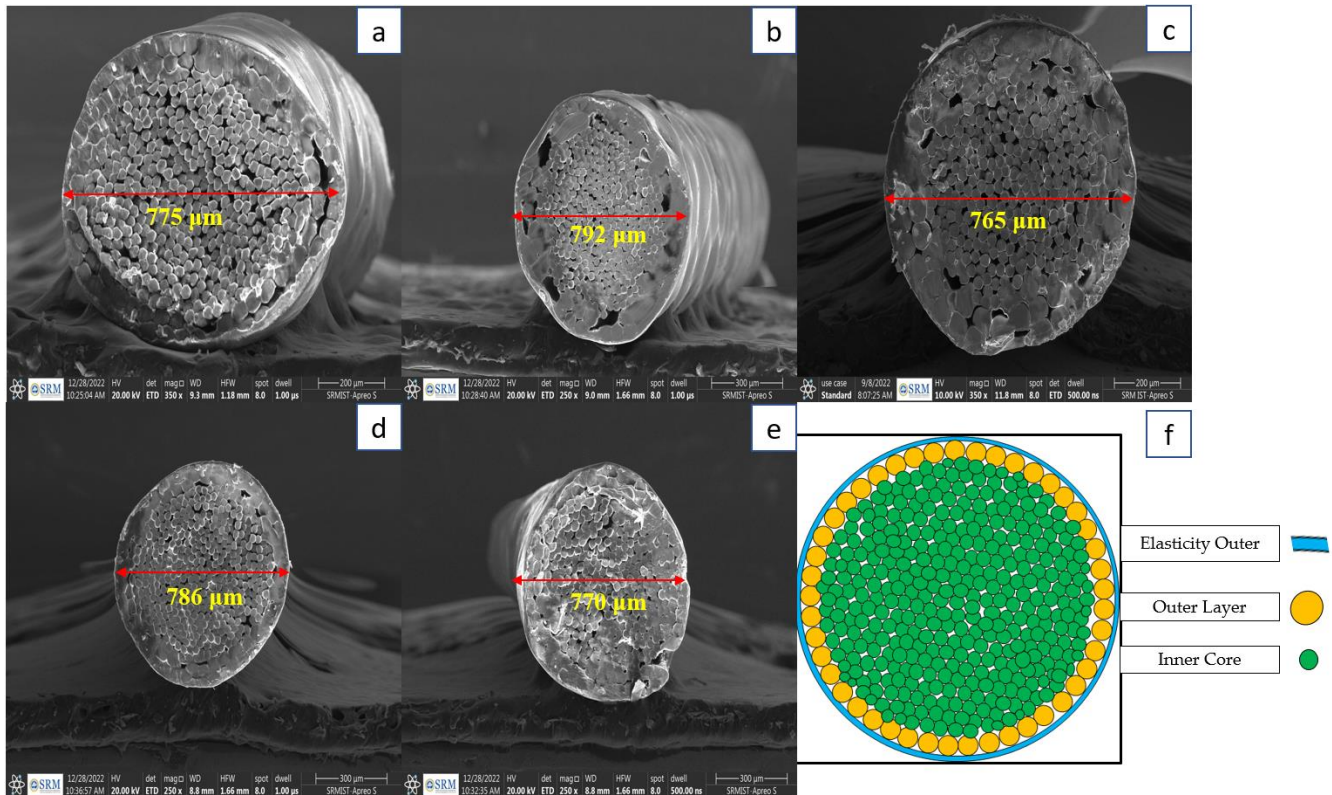 a
775 µm
SRM
12/28/2022 HV det mag□ WD HFW spot dwell 200 µm
10:25:04 AM 20.00 kV ETD 350 x 9.3 mm 1.18 mm 8.0 1.00 µs SRMIST-Apreo S
b
792 µm
SRM
12/28/2022 HV det mag□ WD HFW spot dwell 300 µm
10:28:40 AM 20.00 kV ETD 250 x 9.0 mm 1.66 mm 8.0 1.00 µs SRMIST-Apreo S
c
765 µm
use case 9/8/2022 HV det mag□ WD spot dwell 200 µm
Standard 8:07:25 AM SRM 10.00 kV ETD 350 x 11.8 mm 8.0 500.00 ns SRMIST-Apreo S
d
786 µm
SRM
12/28/2022 HV det mag□ WD HFW spot dwell 300 µm
10:36:57 AM 20.00 kV ETD 250 x 8.8 mm 1.66 mm 8.0 1.00 µs SRMIST-Apreo S
e
770 µm
SRM
12/28/2022 HV det mag□ WD HFW spot dwell 300 µm
10:32:35 AM 20.00 kV ETD 250 x 8.8 mm 1.66 mm 8.0 500.00 ns SRMIST-Apreo S
f
Elasticity Outer
Outer Layer
Inner Core